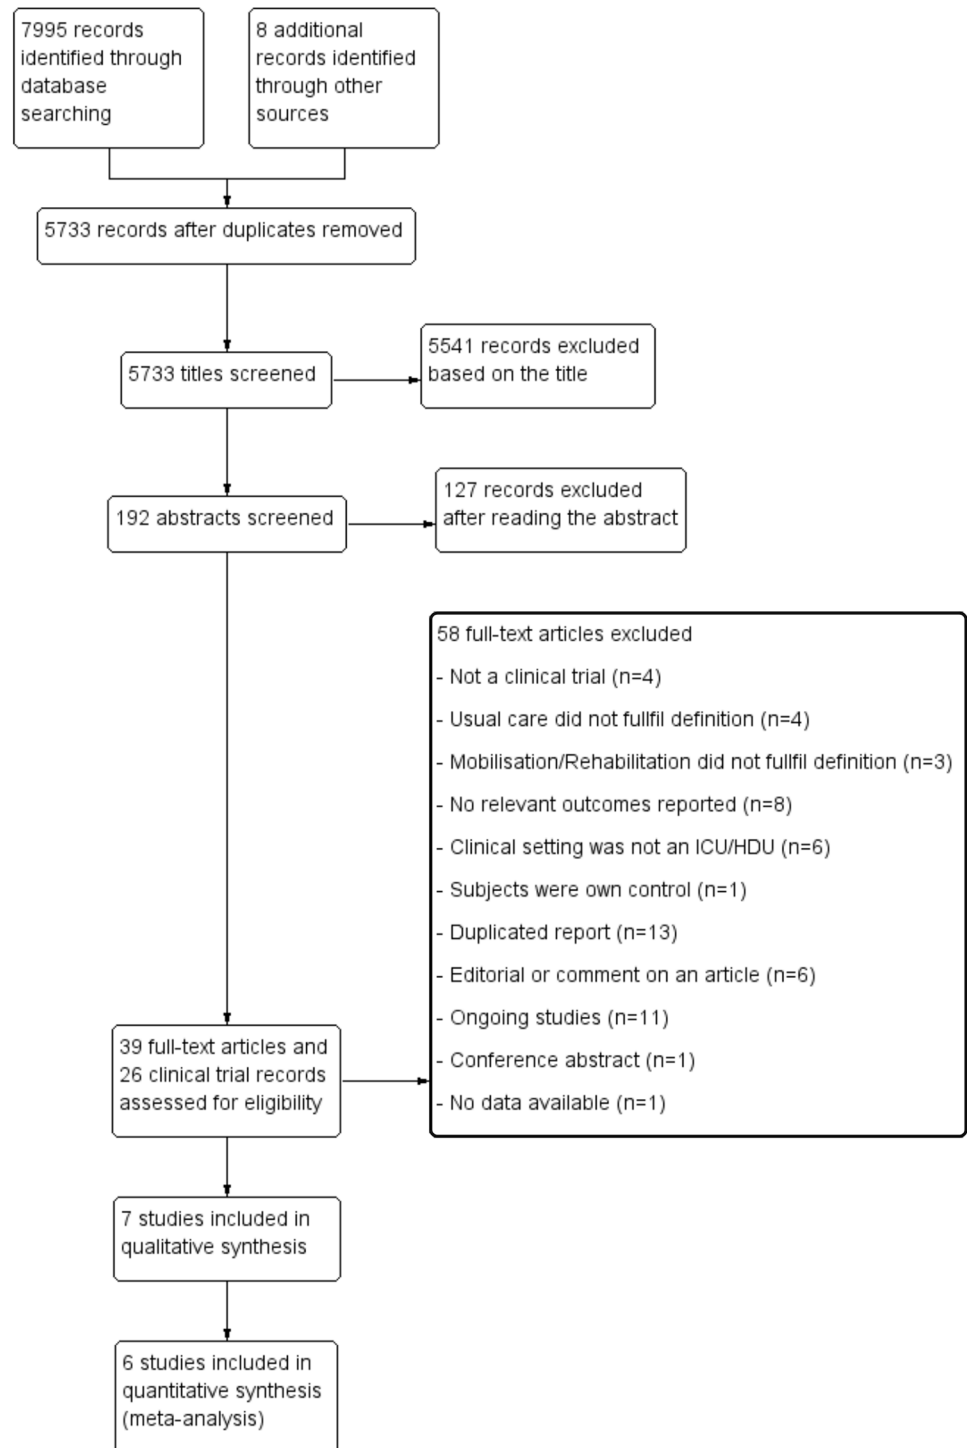 7995 records
identified through
database
searching
8 additional
records identified
through other
sources
5733 records after duplicates removed
5733 titles screened
5541 records excluded
based on the title
192 abstracts screened
127 records excluded
after reading the abstract
58 full-text articles excluded
- Not a clinical trial (n=4)
- Usual care did not fullfil definition (n=4)
- Mobilisation/Rehabilitation did not fullfil definition (n=3)
- No relevant outcomes reported (n=8)
- Clinical setting was not an ICU/HDU (n=6)
- Subjects were own control (n=1)
- Duplicated report (n=13)
- Editorial or comment on an article (n=6)
- Ongoing studies (n=11)
- Conference abstract (n=1)
- No data available (n=1)
39 full-text articles and
26 clinical trial records
assessed for eligibility
7 studies included in
qualitative synthesis
6 studies included in
quantitative synthesis
(meta-analysis)